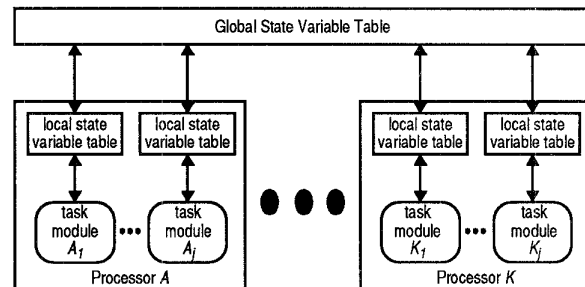 Global State Variable Table
local state
variable table
local state
variable table
local state
variable table
local state
variable table
task
module
A1
•••
task
module
Aj
task
module
K1
•••
task
module
Kj
Processor A
Processor K